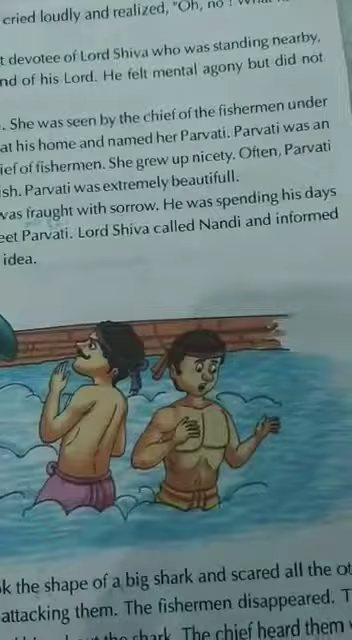 cried loudly and realized, "Oh, no !
t devotee of Lord Shiva who was standing nearby,
nd of his Lord. He felt mental agony but did not
. She was seen by the chief of the fishermen under
at his home and named her Parvati. Parvati was an
ief of fishermen. She grew up nicety. Often, Parvati
ish. Parvati was extremely beautifull.
was fraught with sorrow. He was spending his days
eet Parvati. Lord Shiva called Nandi and informed
idea.
ok the shape of a big shark and scared all the ot
attacking them. The fishermen disappeared. T
the shark. The chief heard them